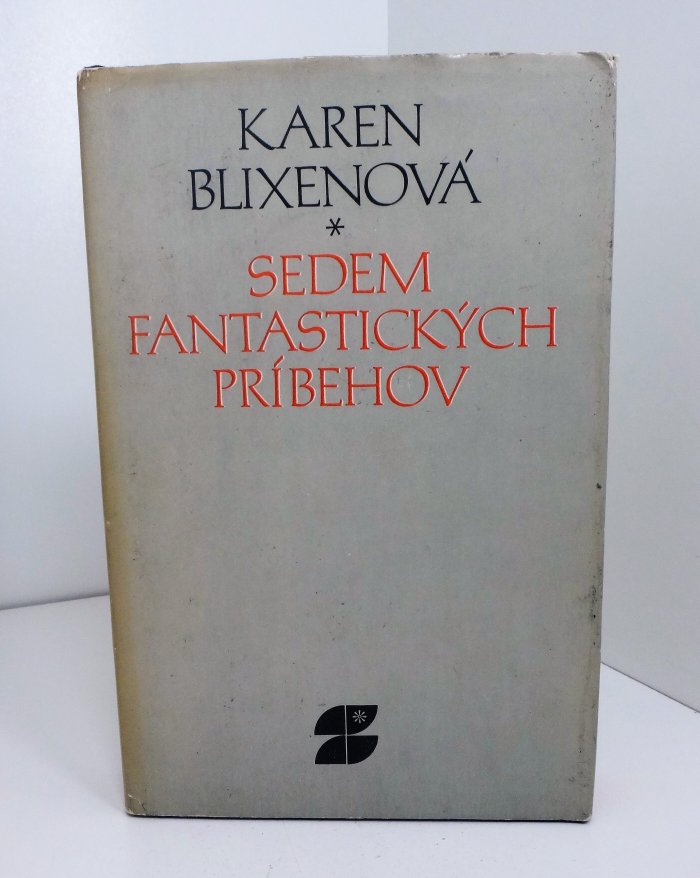 KAREN
BLIXENOVÁ
*
SEDEM
FANTASTICKÝCH
PRÍBEHOV